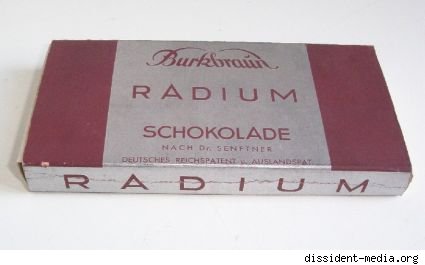 Burkbraun
RADIUM
SCHOKOLADE
NACH Dr. SENFTNER
DEUTSCHES REICHSPATENT u. AUSLANDSPAT.
RADIUM
dissident-media.org